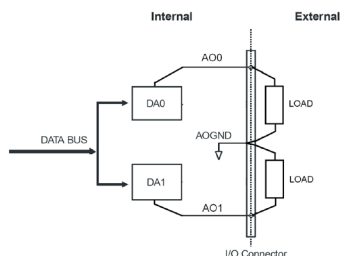 Internal
External
AO0
DA0
LOAD
DATA BUS
AOGND
DA1
LOAD
AO1
I/O Connector